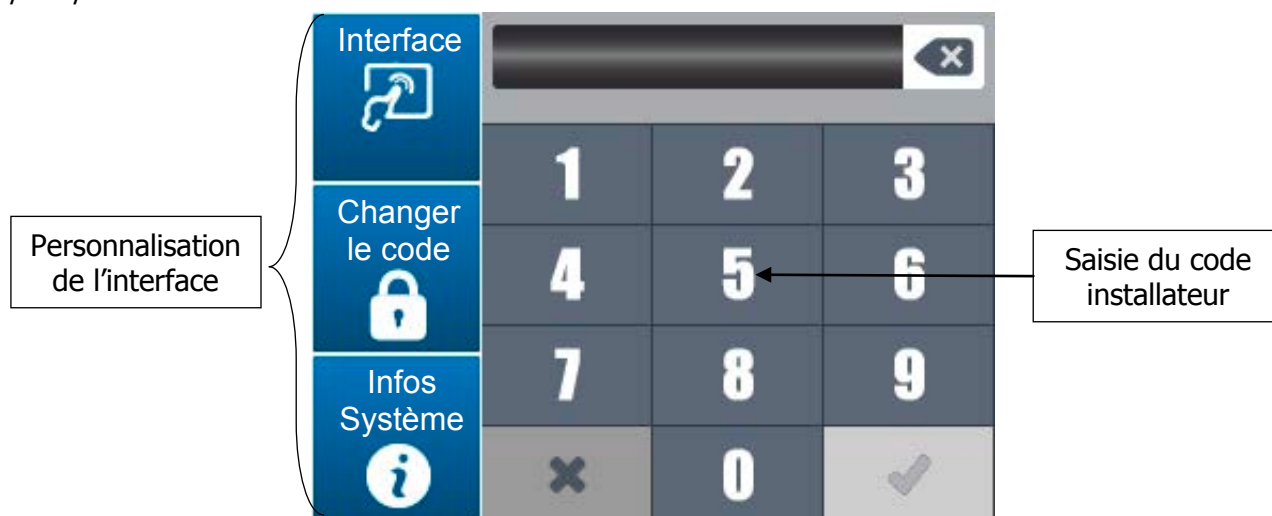 Interface
1
2
3
Changer
le code
Personnalisation
de l'interface
4
5
6
Saisie du code
installateur
7
8
9
Infos
Système
i
0